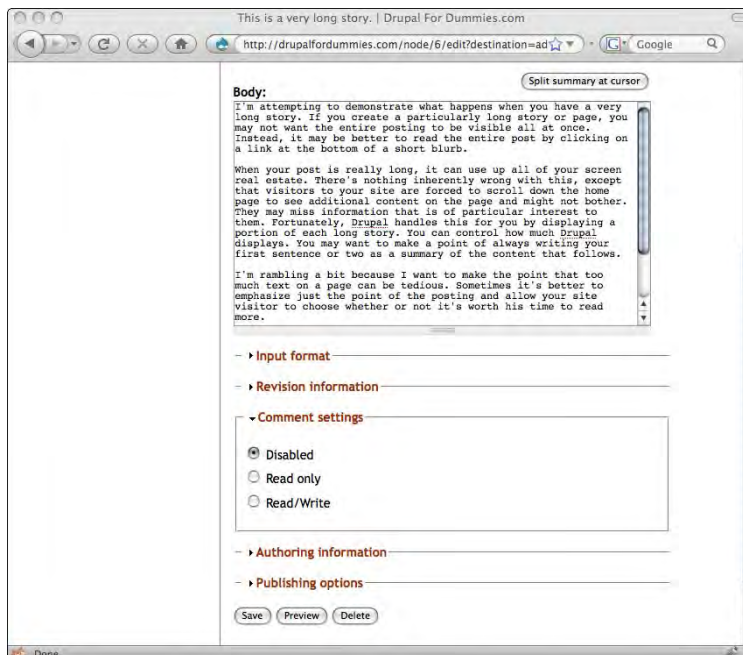 This is a very long story. | Drupal For Dummies.com
http://drupalfordummies.com/node/6/edit?destination=ad
Google
Split summary at cursor
Body:
I'm attempting to demonstrate what happens when you have a very
long story. If you create a particularly long story or page, you
may not want the entire posting to be visible all at once.
Instead, it may be better to read the entire post by clicking on
a link at the bottom of a short blurb.
When your post is really long, it can use up all of your screen
real estate. There's nothing inherently wrong with this, except
that visitors to your site are forced to scroll down the home
page to see additional content on the page and might not bother.
They may miss information that is of particular interest to
them. Fortunately, Drupal handles this for you by displaying a
portion of each long story. You can control how much Drupal
displays. You may want to make a point of always writing your
first sentence or two as a summary of the content that follows.
I'm rambling a bit because I want to make the point that too
much text on a page can be tedious. Sometimes it's better to
emphasize just the point of the posting and allow your site
visitor to choose whether or not it's worth his time to read
more.
Input format
Revision information
Comment settings
Disabled
Read only
Read/Write
Authoring information
Publishing options
Save Preview Delete
Done